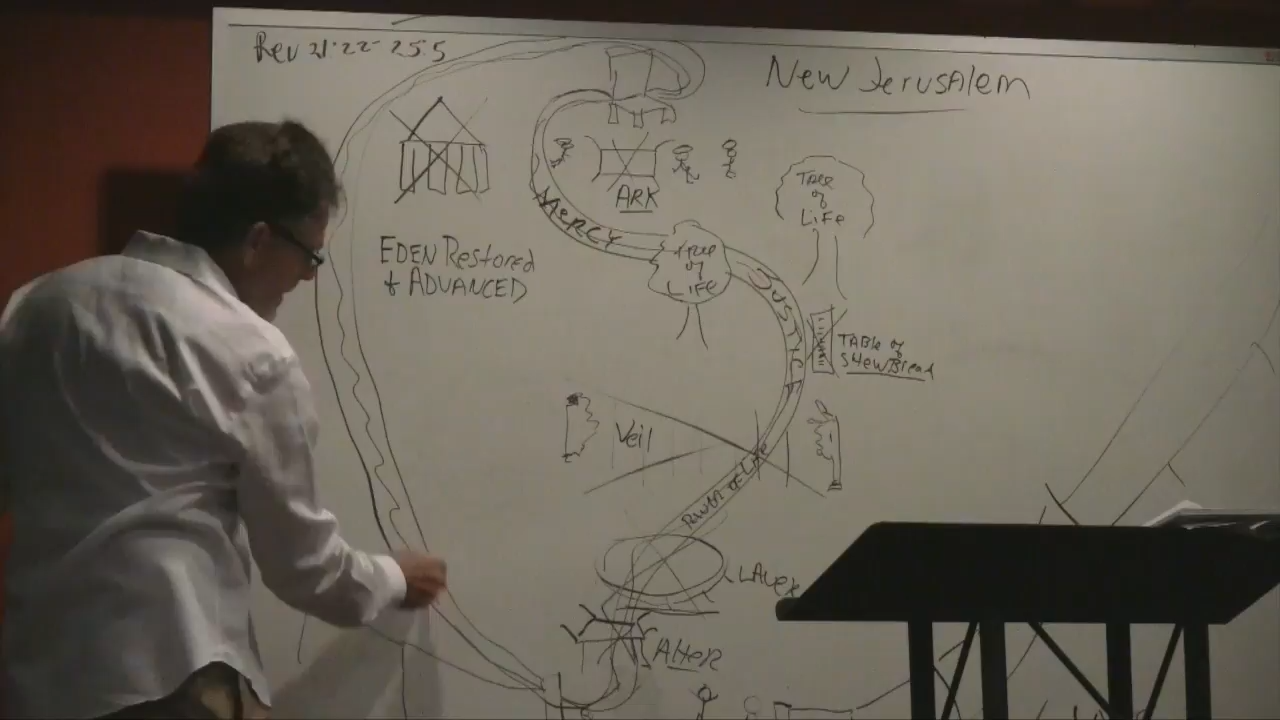 Rev 21:22-25:5
New Jerusalem
ARK
Tree
of
Life
MERCY
EDEN Restored
+ ADVANCED
Tree
of
LIFE
JUSTICE
TABle of
SHewBread
Veil
River of Life
LAver
Alter